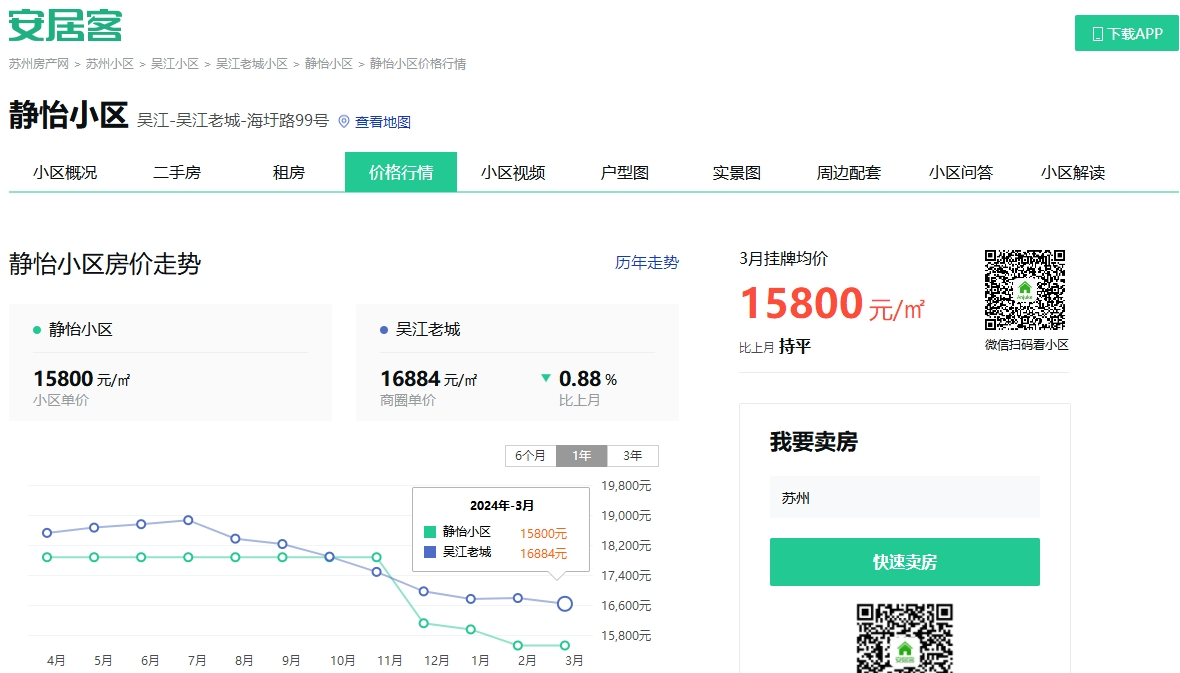 安居客
下载APP
苏州房产网 > 苏州小区 > 吴江小区 > 吴江老城小区 > 静怡小区 > 静怡小区价格行情
静怡小区 吴江-吴江老城-海圩路99号 查看地图
小区概况 二手房 租房 价格行情 小区视频 户型图 实景图 周边配套 小区问答 小区解读
静怡小区房价走势 历年走势
静怡小区
15800 元/㎡
小区单价
吴江老城
16884 元/㎡ 0.88 %
商圈单价 比上月
6个月 1年 3年
2024年-3月
静怡小区 15800元
吴江老城 16884元
19,800元
19,000元
18,200元
17,400元
16,600元
15,800元
4月 5月 6月 7月 8月 9月 10月 11月 12月 1月 2月 3月
3月挂牌均价
15800 元/㎡
比上月 持平
微信扫码看小区
我要卖房
苏州
快速卖房